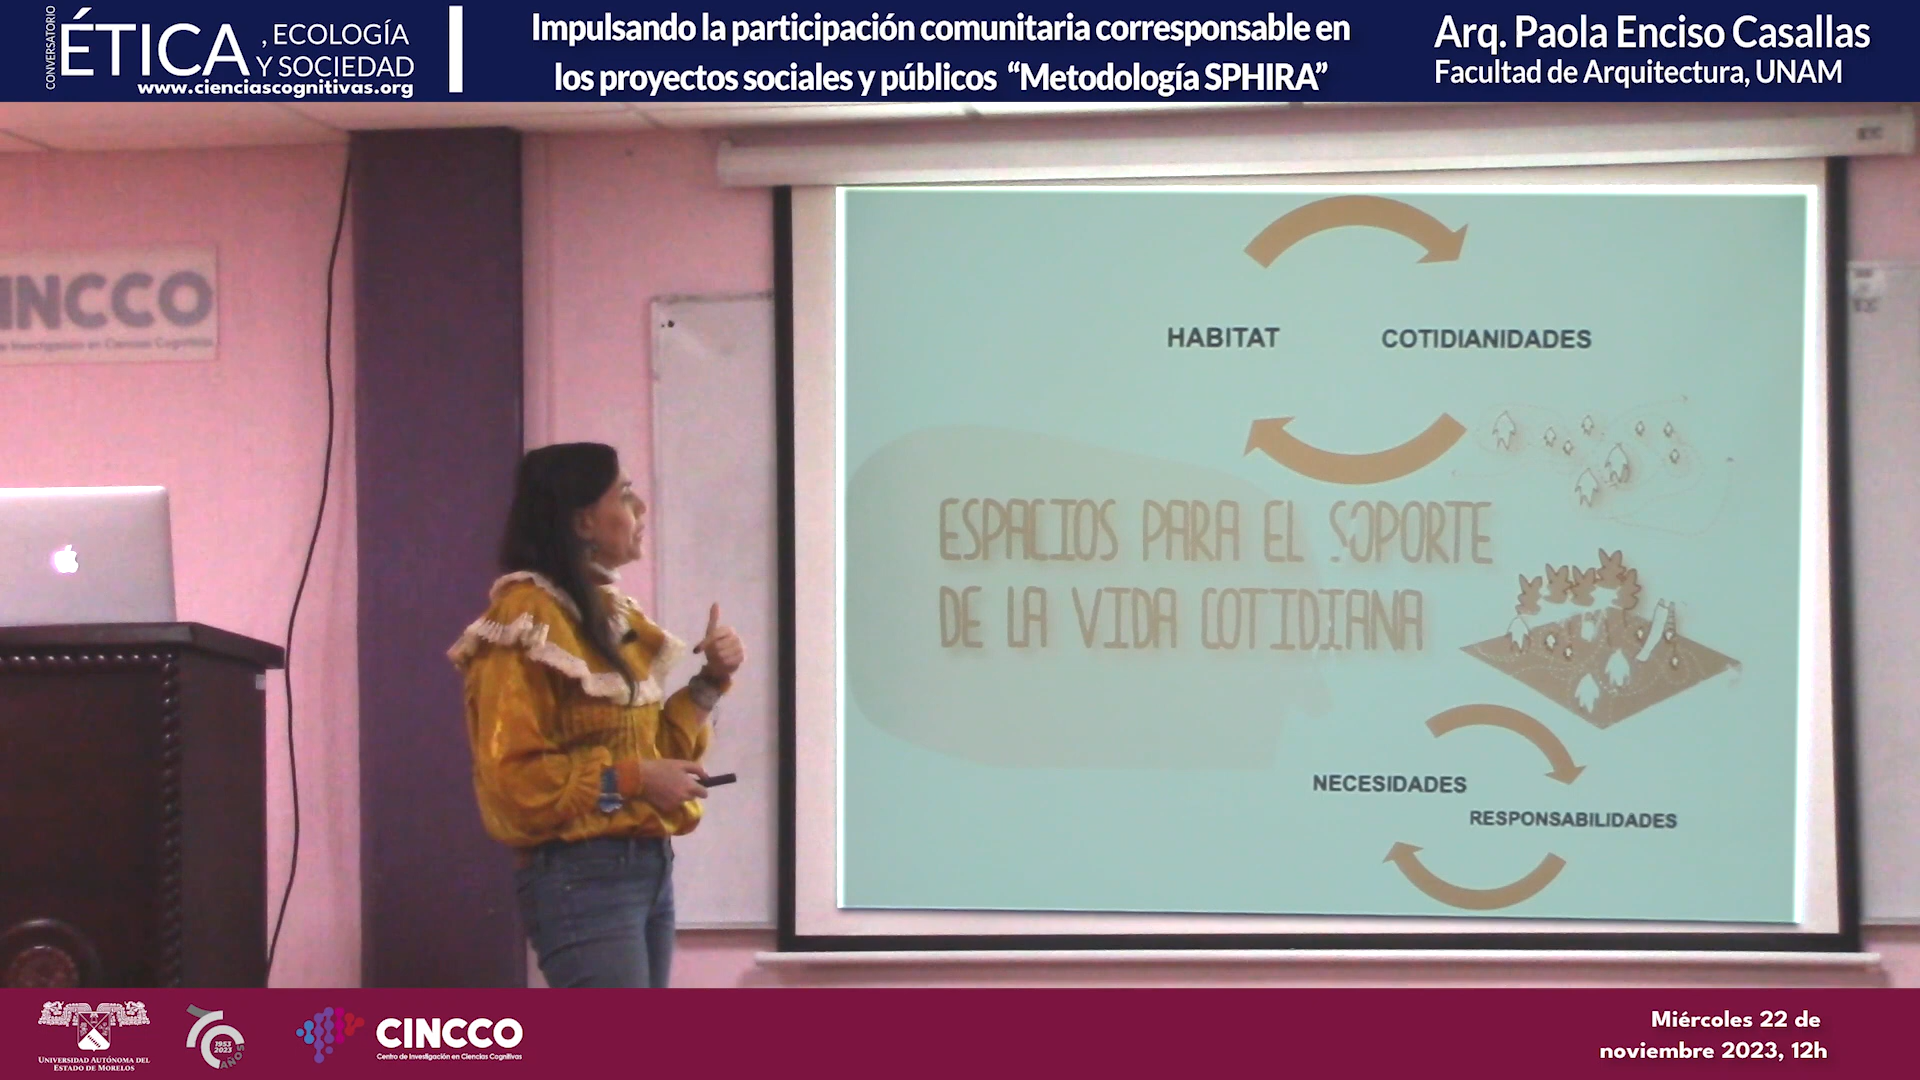 CONVERSATORIO
ÉTICA, ECOLOGÍA
Y SOCIEDAD
www.cienciascognitivas.org
Impulsando la participación comunitaria corresponsable en
los proyectos sociales y públicos “Metodología SPHIRA”
Arq. Paola Enciso Casallas
Facultad de Arquitectura, UNAM
INCCO
HABITAT
COTIDIANIDADES
ESPACIOS PARA EL SOPORTE
DE LA VIDA COTIDIANA
NECESIDADES
RESPONSABILIDADES
UNIVERSIDAD AUTÓNOMA DEL
ESTADO DE MORELOS
70
1953
2023
AÑOS
CINCCO
Centro de Investigación en Ciencias Cognitivas
Miércoles 22 de
noviembre 2023, 12h